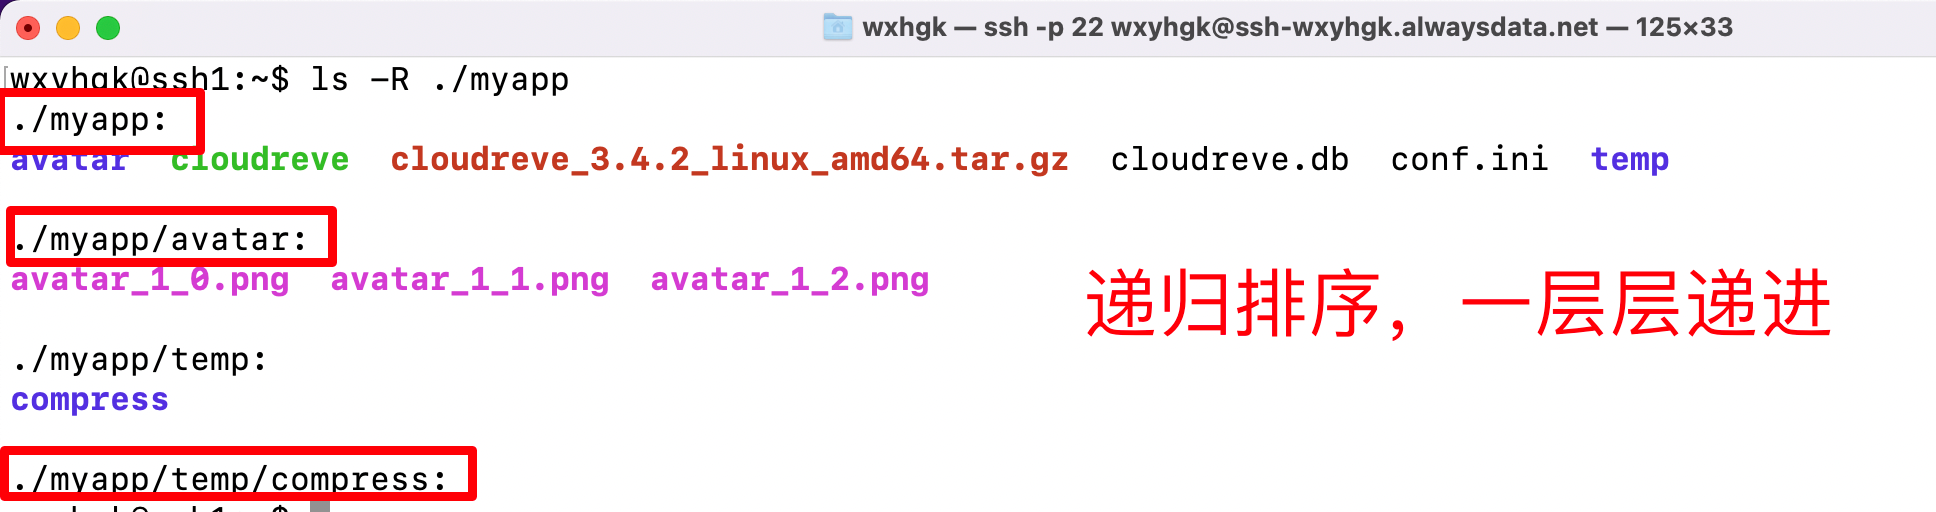 wxhgk — ssh -p 22 wxyhgk@ssh-wxyhgk.alwaysdata.net — 125×33
wxyhgk@ssh1:~$ ls -R ./myapp
./myapp:
avatar cloudreve cloudreve_3.4.2_linux_amd64.tar.gz cloudreve.db conf.ini temp
./myapp/avatar:
avatar_1_0.png avatar_1_1.png avatar_1_2.png
递归排序，一层层递进
./myapp/temp:
compress
./myapp/temp/compress: